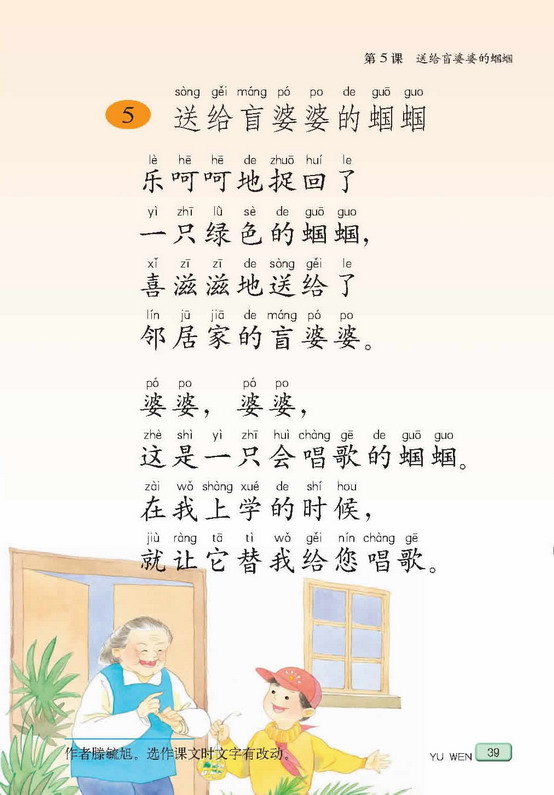 第5课 送给盲婆婆的蝈蝈
sòng gěi máng pó po de guō guo
5 送给盲婆婆的蝈蝈
lè hē hē de zhuō huí le
乐呵呵地捉回了
yì zhī lǜ sè de guō guo
一只绿色的蝈蝈，
xǐ zī zī de sòng gěi le
喜滋滋地送给了
lín jū jiā de máng pó po
邻居家的盲婆婆。
pó po pó po
婆婆，婆婆，
zhè shì yì zhī huì chàng gē de guō guo
这是一只会唱歌的蝈蝈。
zài wǒ shàng xué de shí hou
在我上学的时候，
jiù ràng tā tì wǒ gěi nín chàng gē
就让它替我给您唱歌。
作者滕毓旭。选作课文时文字有改动。
YU WEN 39